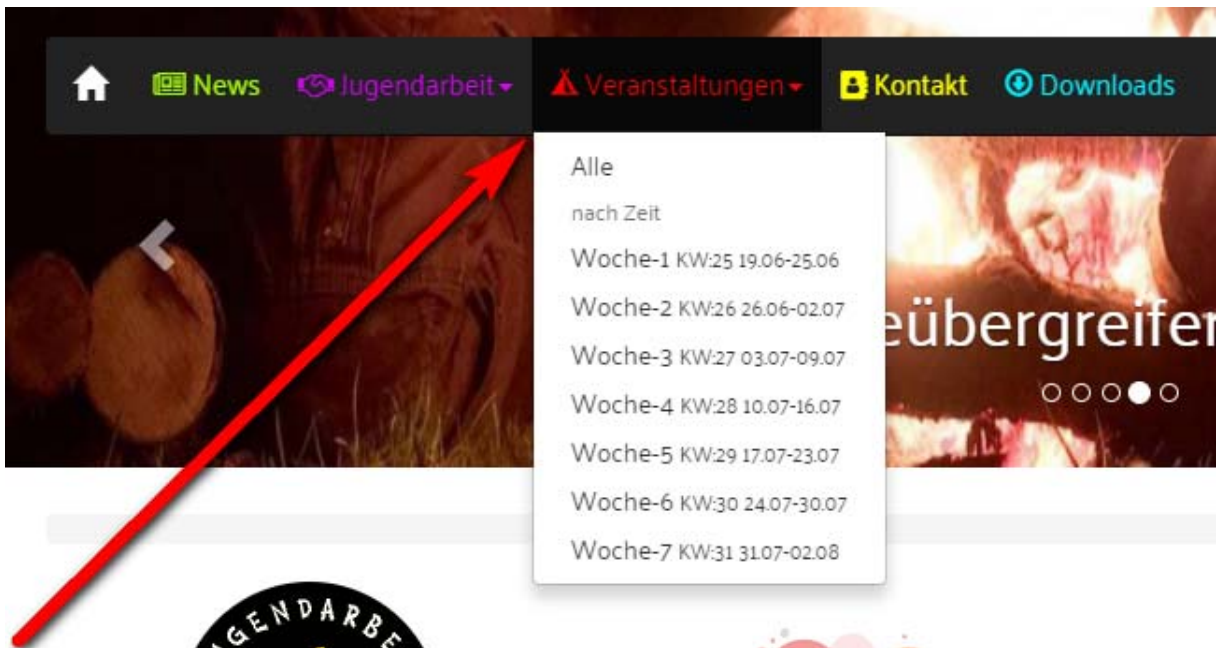 News Jugendarbeit Veranstaltungen Kontakt Downloads
Alle
nach Zeit
Woche-1 KW:25 19.06-25.06
Woche-2 KW:26 26.06-02.07
Woche-3 KW:27 03.07-09.07
Woche-4 KW:28 10.07-16.07
Woche-5 KW:29 17.07-23.07
Woche-6 KW:30 24.07-30.07
Woche-7 KW:31 31.07-02.08
eübergreifen
UGENDARBE